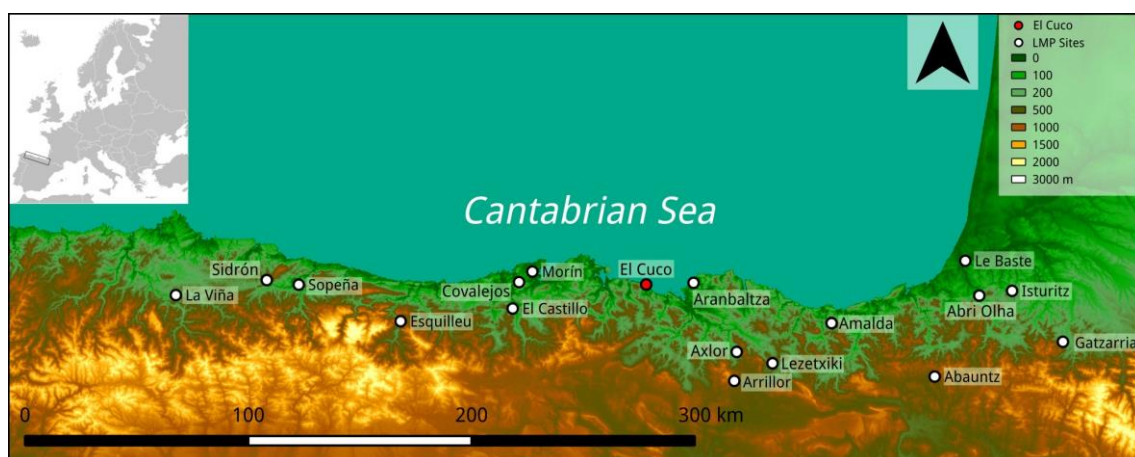 El Cuco
LMP Sites
0
100
200
500
1000
1500
2000
3000 m
Cantabrian Sea
Sidrón
La Viña
Sopeña
Esquilleu
Morín
Covalejos
El Castillo
El Cuco
Aranbaltza
Axlor
Lezetxiki
Arrillor
Amalda
Le Baste
Isturitz
Abri Olha
Gatzarria
Abauntz
0
100
200
300 km